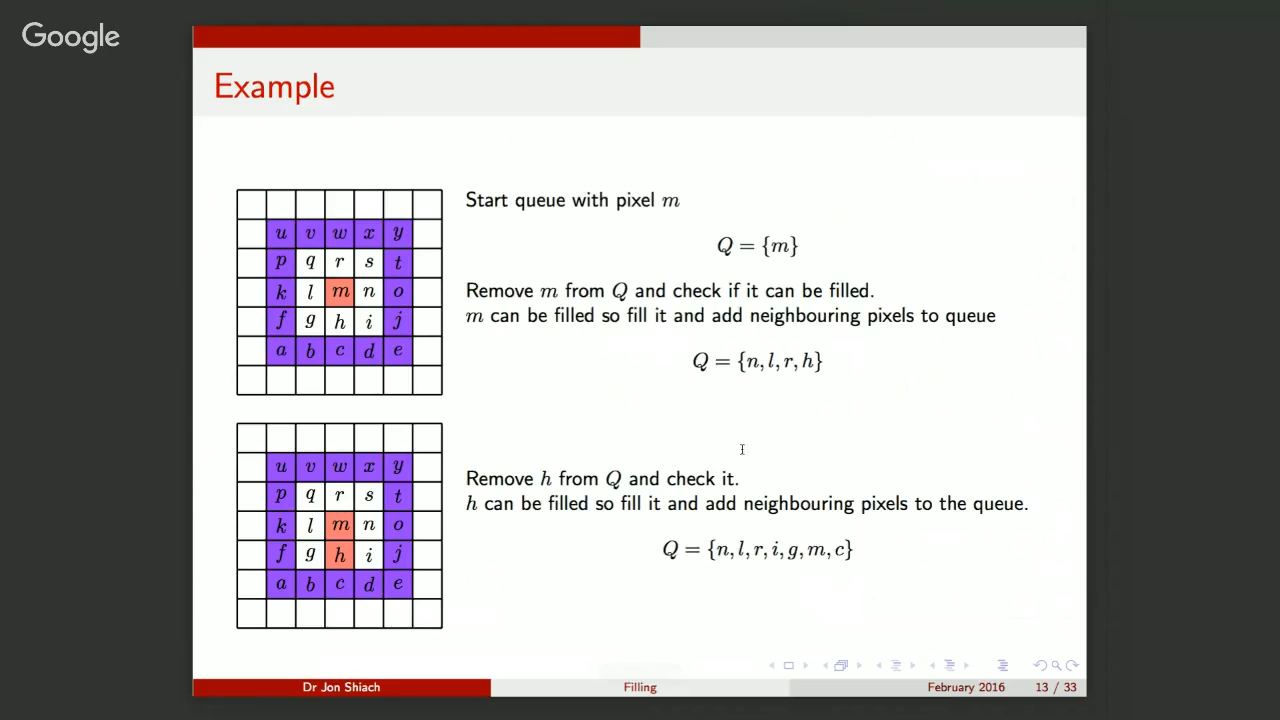 Google
Example
u v w x y
p q r s t
k l m n o
f g h i j
a b c d e
Start queue with pixel m
Q = {m}
Remove m from Q and check if it can be filled.
m can be filled so fill it and add neighbouring pixels to queue
Q = {n, l, r, h}
u v w x y
p q r s t
k l m n o
f g h i j
a b c d e
Remove h from Q and check it.
h can be filled so fill it and add neighbouring pixels to the queue.
Q = {n, l, r, i, g, m, c}
Dr Jon Shiach Filling February 2016 13 / 33